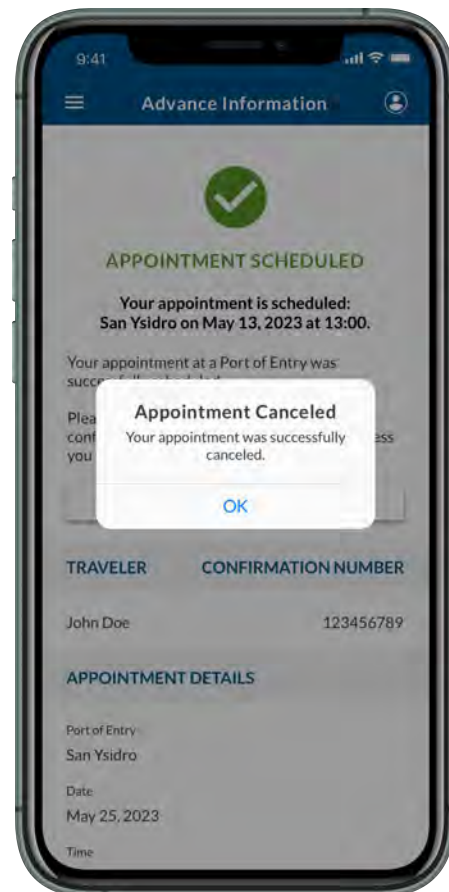 9:41
Advance Information
APPOINTMENT SCHEDULED
Your appointment is scheduled:
San Ysidro on May 13, 2023 at 13:00.
Your appointment at a Port of Entry was
Plea
conf
ess
you
Appointment Canceled
Your appointment was successfully
canceled.
OK
TRAVELER CONFIRMATION NUMBER
John Doe 123456789
APPOINTMENT DETAILS
Port of Entry
San Ysidro
Date
May 25, 2023
Time